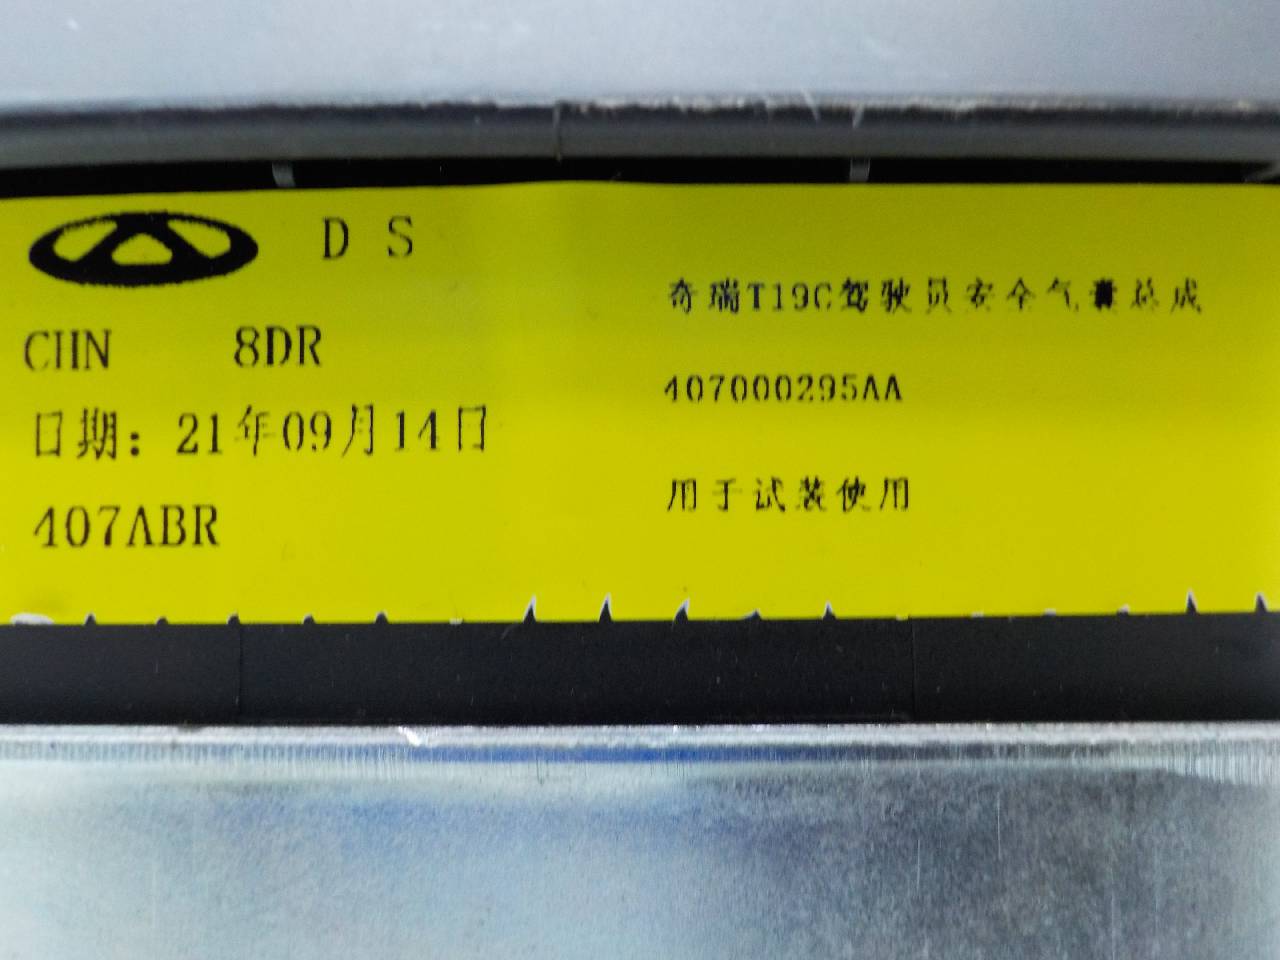 D S
CHN 8DR
日期：21年09月14日
407ABR
奇瑞T19C驾驶员安全气囊总成
407000295AA
用于试装使用